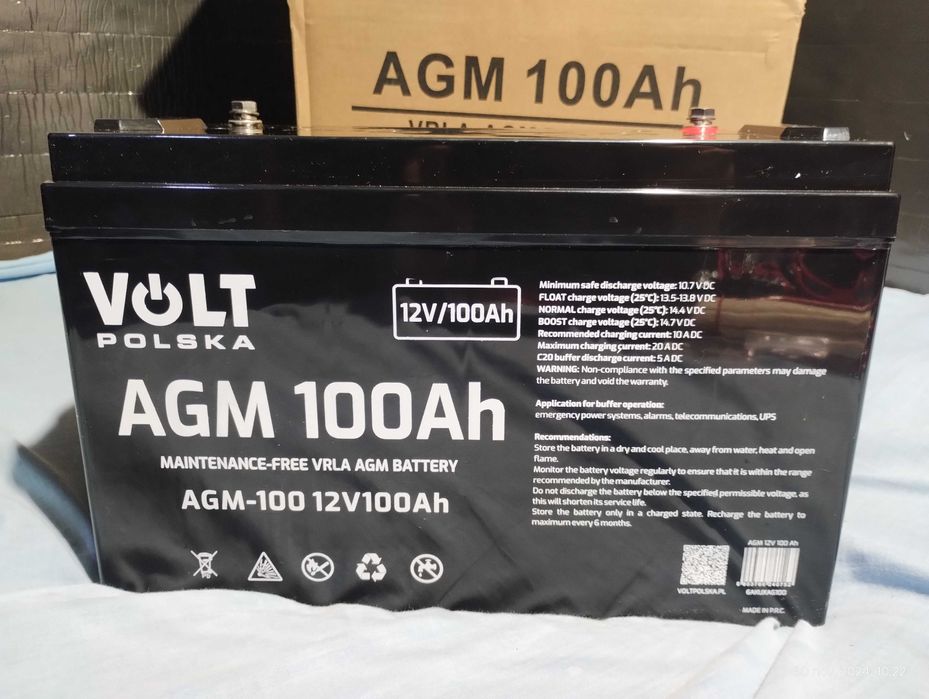 AGM 100Ah
VOLT
POLSKA
12V/100Ah
AGM 100Ah
MAINTENANCE-FREE VRLA AGM BATTERY
AGM-100 12V100Ah
Minimum safe discharge voltage: 10.7 V DC
FLOAT charge voltage (25°C): 13.5-13.8 V DC
NORMAL charge voltage (25°C): 14.4 V DC
BOOST charge voltage (25°C): 14.7 V DC
Recommended charging current: 10 A DC
Maximum charging current: 20 A DC
C20 buffer discharge current: 5 A DC
WARNING: Non-compliance with the specified parameters may damage
the battery and void the warranty.
Application for buffer operation:
emergency power systems, alarms, telecommunications, UPS
Recommendations:
Store the battery in a dry and cool place, away from water, heat and open
flame.
Monitor the battery voltage regularly to ensure that it is within the range
recommended by the manufacturer.
Do not discharge the battery below the specified permissible voltage, as
this will shorten its service life.
Store the battery only in a charged state. Recharge the battery to
maximum every 6 months.
AGM 12V 100 Ah
VOLTPOLSKA.PL
6AKUXAG100
MADE IN P.R.C.
2024, 10:22